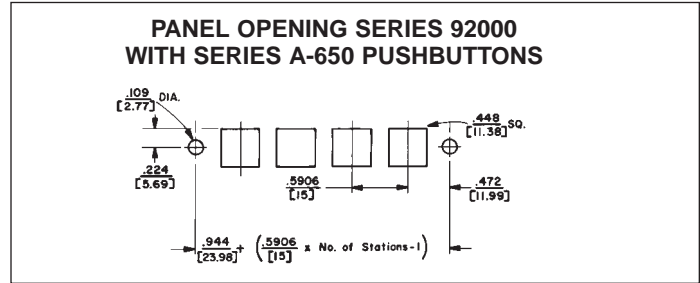 PANEL OPENING SERIES 92000
WITH SERIES A-650 PUSHBUTTONS
.109
[2.77] DIA.
.448
[11.38] SQ.
.224
[5.69]
.5906
[15]
.472
[11.99]
.944
[23.98] + (.5906
[15] x No. of Stations-1)